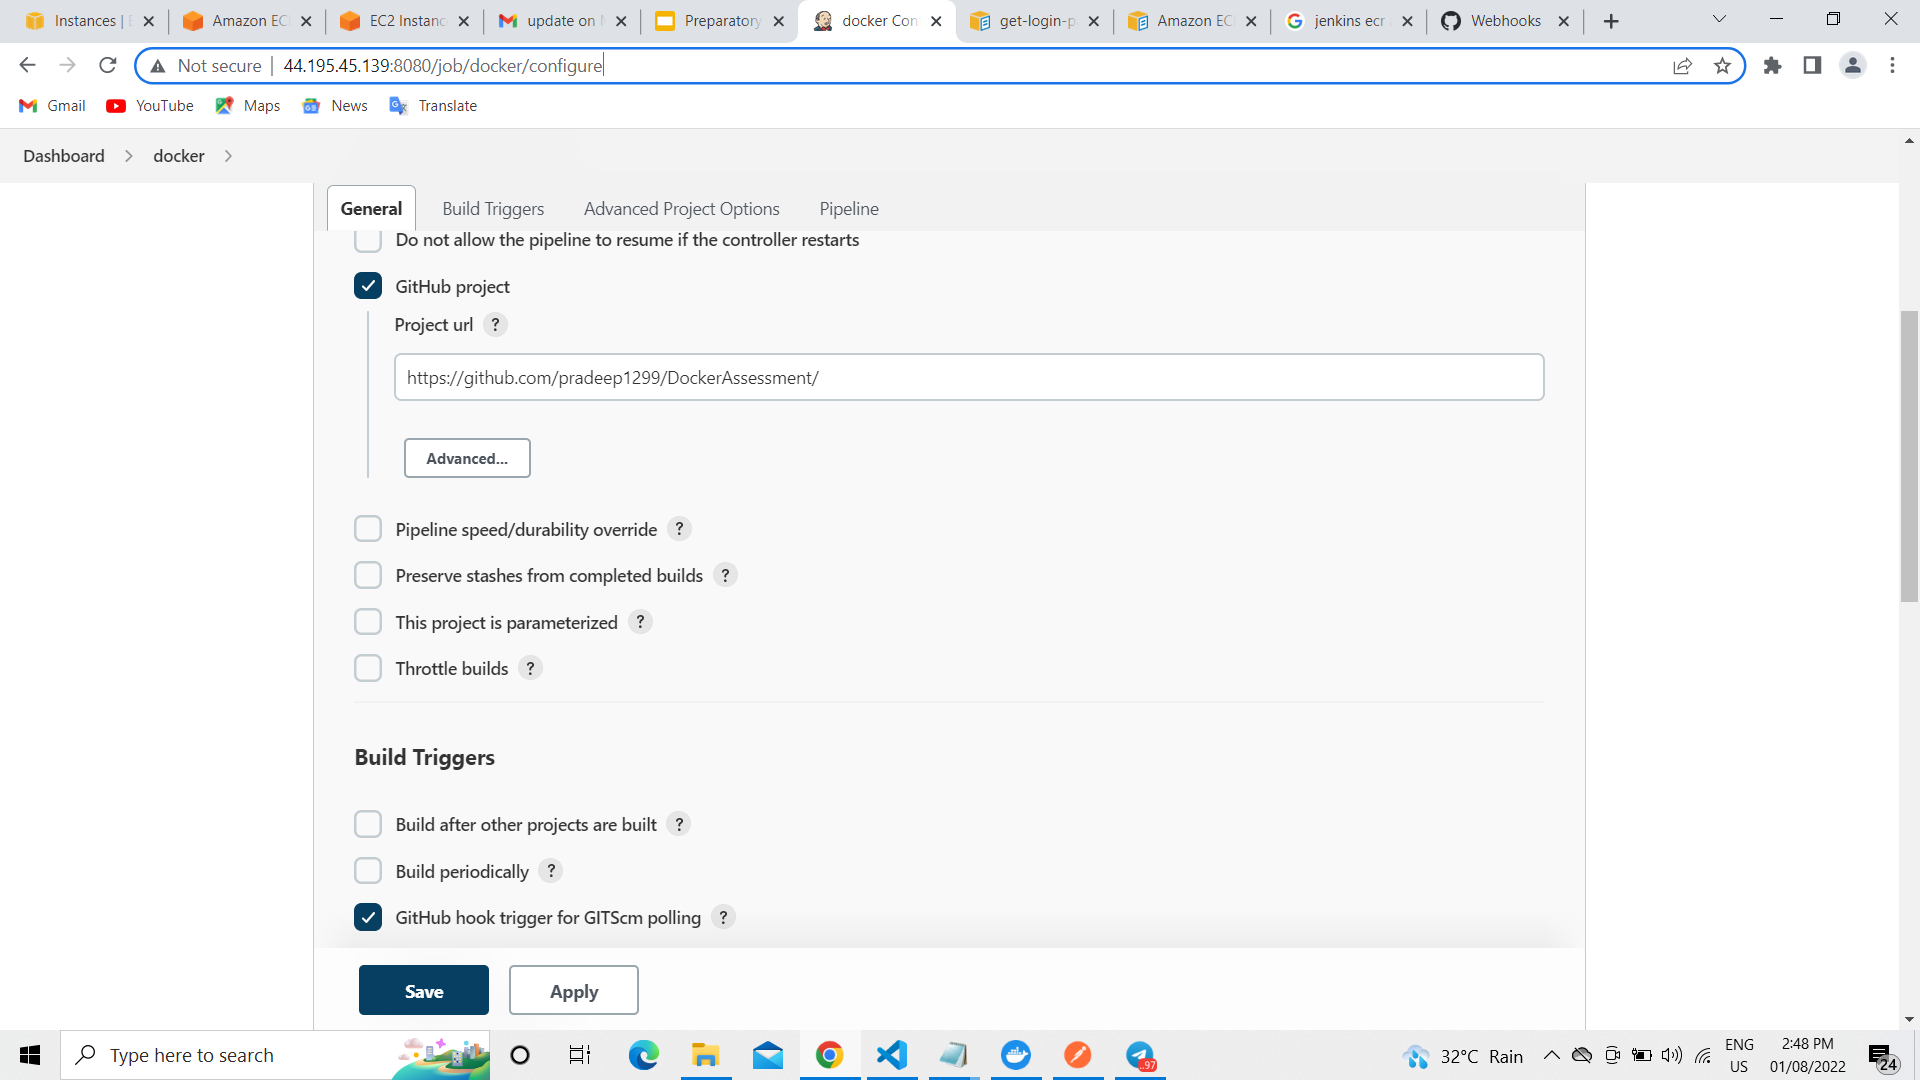 Instances | E
Amazon EC
EC2 Instanc
update on M
Preparatory
docker Con
get-login-p
Amazon EC
jenkins ecr
Webhooks
Not secure
44.195.45.139:8080/job/docker/configure
Gmail
YouTube
Maps
News
Translate
Dashboard
docker
General
Build Triggers
Advanced Project Options
Pipeline
Do not allow the pipeline to resume if the controller restarts
GitHub project
Project url ?
https://github.com/pradeep1299/DockerAssessment/
Advanced...
Pipeline speed/durability override ?
Preserve stashes from completed builds ?
This project is parameterized ?
Throttle builds ?
Build Triggers
Build after other projects are built ?
Build periodically ?
GitHub hook trigger for GITScm polling ?
Save
Apply
Type here to search
..97
32°C Rain
ENG
US
2:48 PM
01/08/2022
24